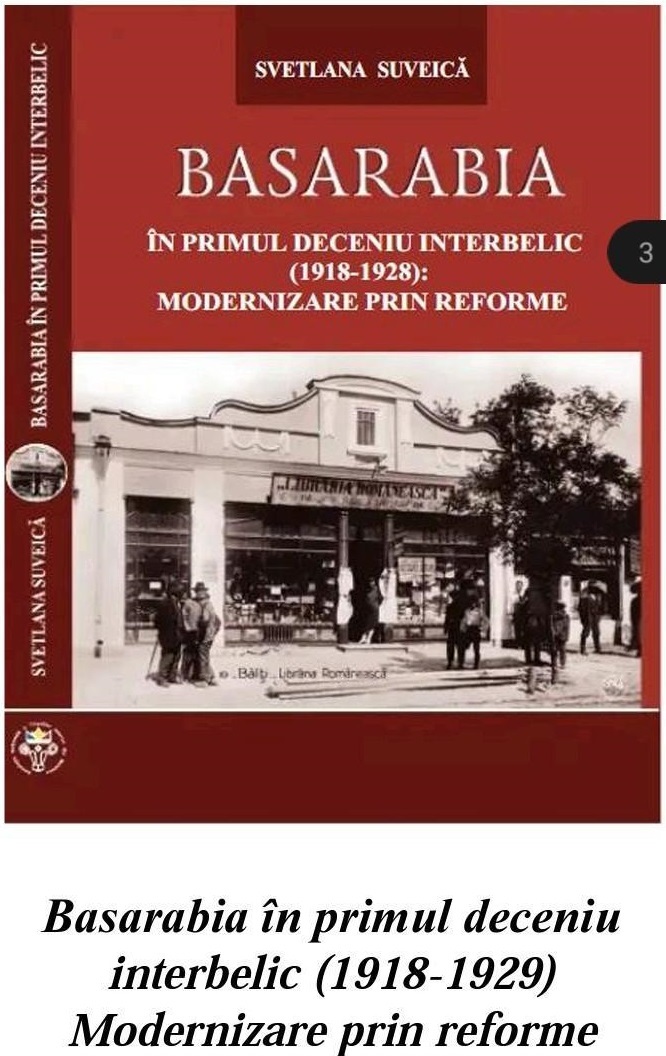 SVETLANA SUVEICĂ
BASARABIA
ÎN PRIMUL DECENIU INTERBELIC
(1918-1928):
MODERNIZARE PRIN REFORME
BASARABIA ÎN PRIMUL DECENIU INTERBELIC
SVETLANA SUVEICĂ
3
„LIBRĂRIA ROMÂNEASCĂ"
Bălți Librăria Românească
Basarabia în primul deceniu
interbelic (1918-1929)
Modernizare prin reforme